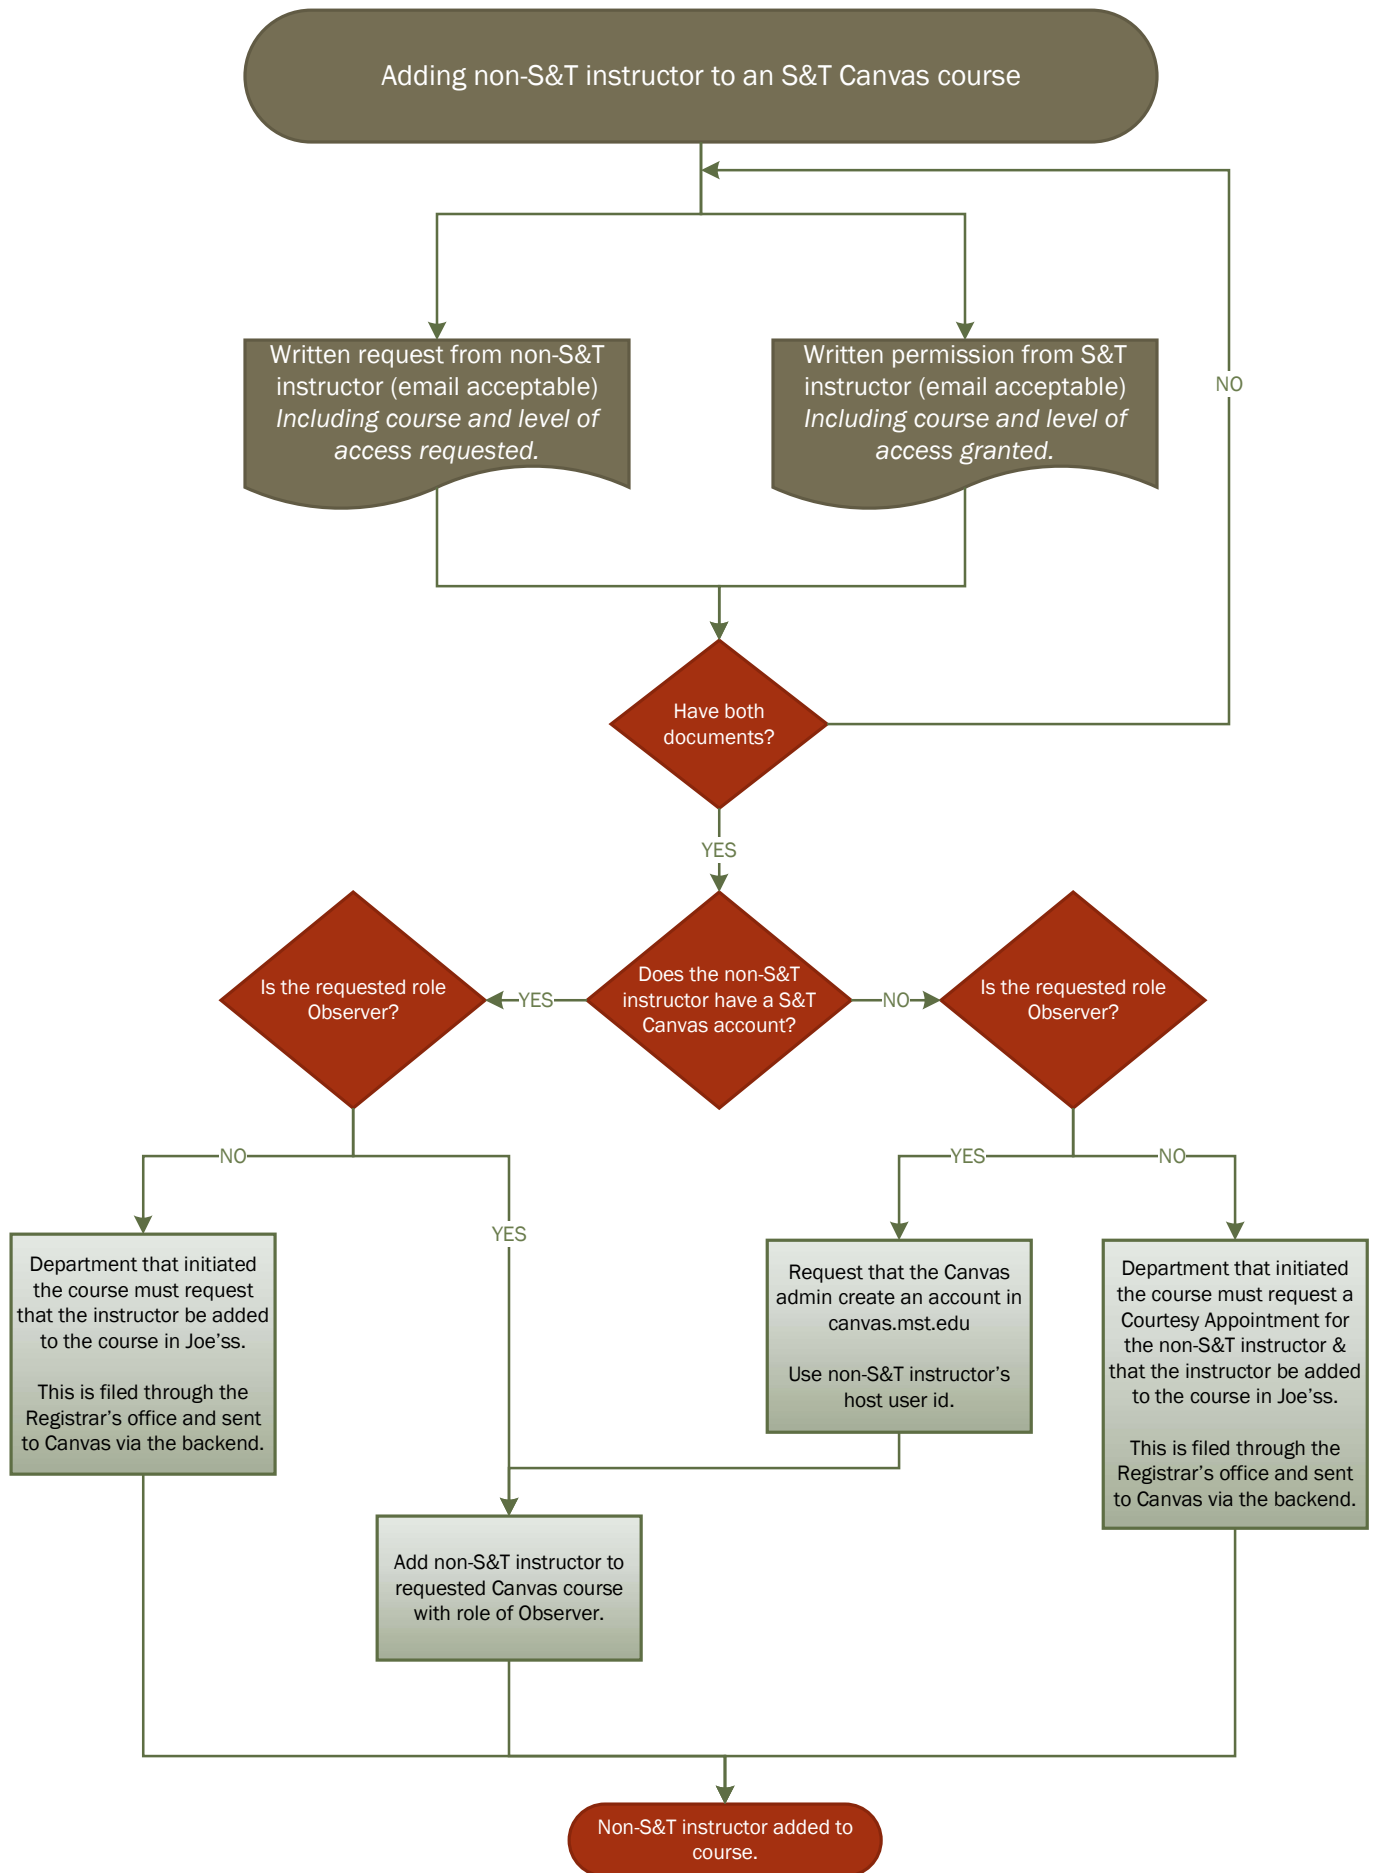 Adding non-S&T instructor to an S&T Canvas course
Written request from non-S&T
instructor (email acceptable)
Including course and level of
access requested.
Written permission from S&T
instructor (email acceptable)
Including course and level of
access granted.
NO
Have both
documents?
YES
Is the requested role
Observer?
YES
Does the non-S&T
instructor have a S&T
Canvas account?
NO
Is the requested role
Observer?
NO
YES
YES
NO
Department that initiated
the course must request
that the instructor be added
to the course in Joe'ss.
This is filed through the
Registrar's office and sent
to Canvas via the backend.
Request that the Canvas
admin create an account in
canvas.mst.edu
Use non-S&T instructor's
host user id.
Department that initiated
the course must request a
Courtesy Appointment for
the non-S&T instructor &
that the instructor be added
to the course in Joe'ss.
This is filed through the
Registrar's office and sent
to Canvas via the backend.
Add non-S&T instructor to
requested Canvas course
with role of Observer.
Non-S&T instructor added to
course.